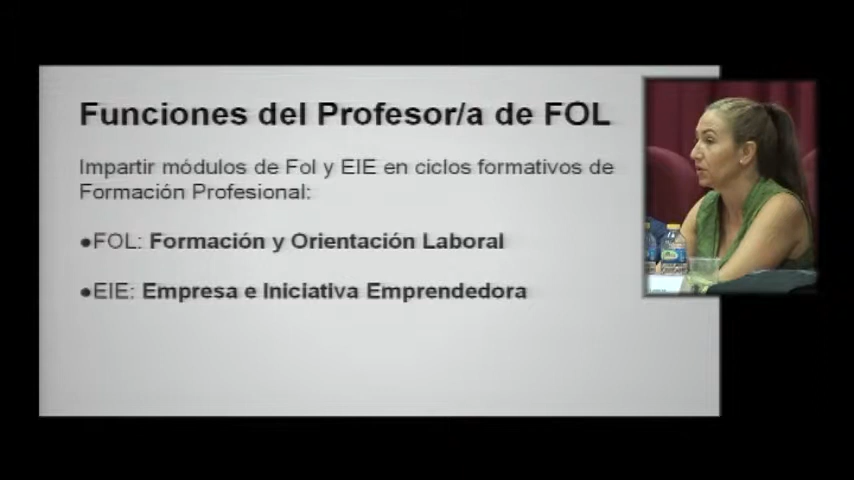 Funciones del Profesor/a de FOL
Impartir módulos de Fol y EIE en ciclos formativos de
Formación Profesional:
●FOL: Formación y Orientación Laboral
●EIE: Empresa e Iniciativa Emprendedora